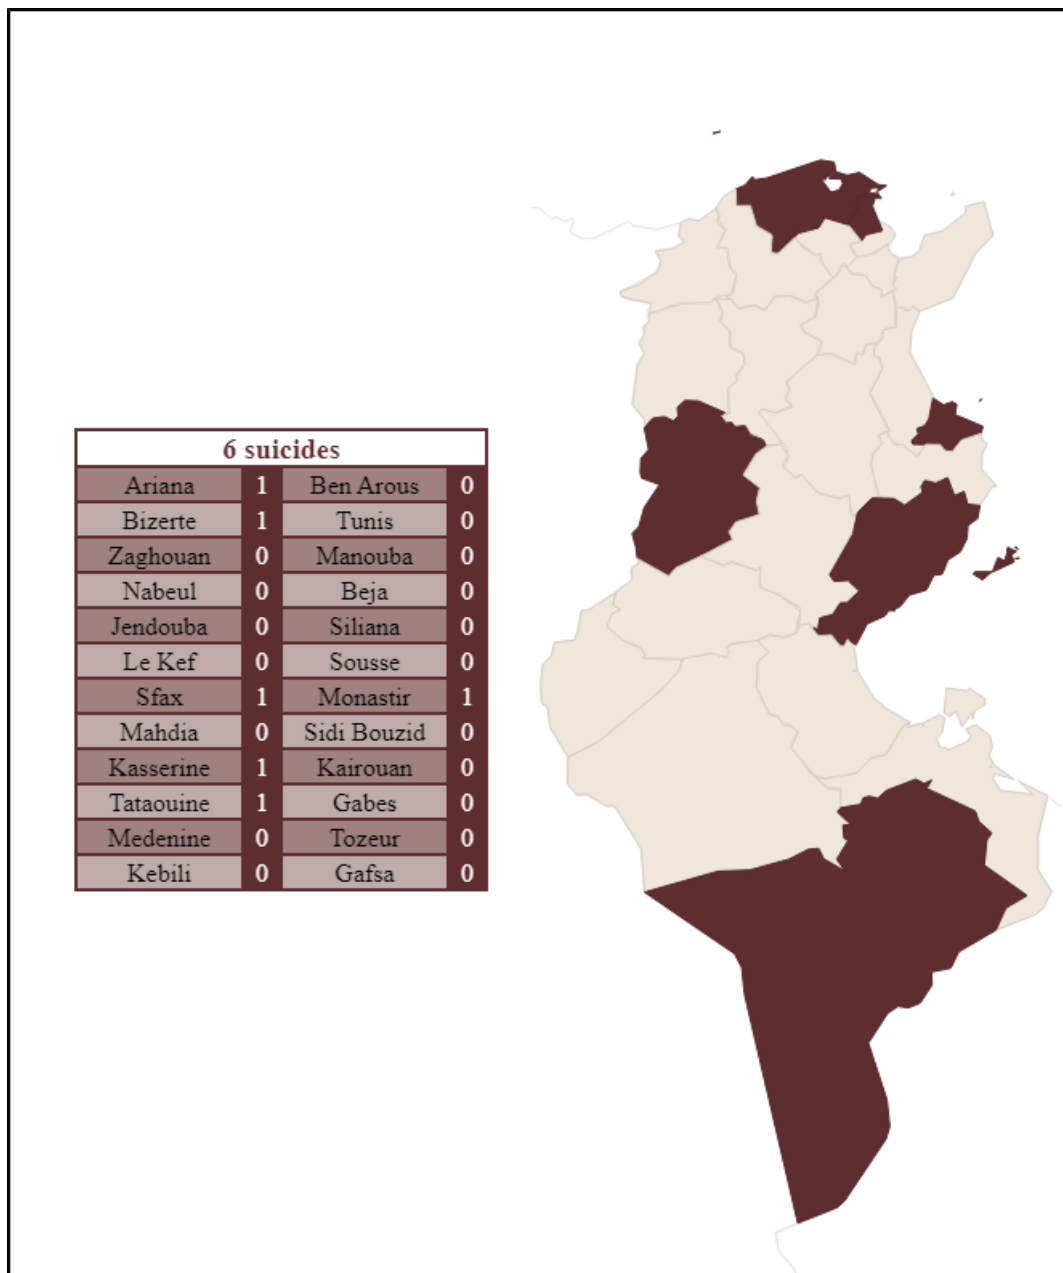 6 suicides
Ariana 1 Ben Arous 0
Bizerte 1 Tunis 0
Zaghouan 0 Manouba 0
Nabeul 0 Beja 0
Jendouba 0 Siliana 0
Le Kef 0 Sousse 0
Sfax 1 Monastir 1
Mahdia 0 Sidi Bouzid 0
Kasserine 1 Kairouan 0
Tataouine 1 Gabes 0
Medenine 0 Tozeur 0
Kebili 0 Gafsa 0